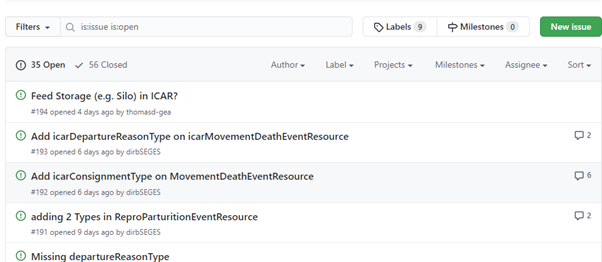 Filters is:issue is:open Labels 9 Milestones 0 New issue
35 Open 56 Closed Author Label Projects Milestones Assignee Sort
Feed Storage (e.g. Silo) in ICAR?
#194 opened 4 days ago by thomasd-gea
Add icarDepartureReasonType on icarMovementDeathEventResource 2
#193 opened 6 days ago by dirbSEGES
Add icarConsignmentType on MovementDeathEventResource 6
#192 opened 6 days ago by dirbSEGES
adding 2 Types in ReproParturitionEventResource 2
#191 opened 9 days ago by dirbSEGES
Missing departureReasonType